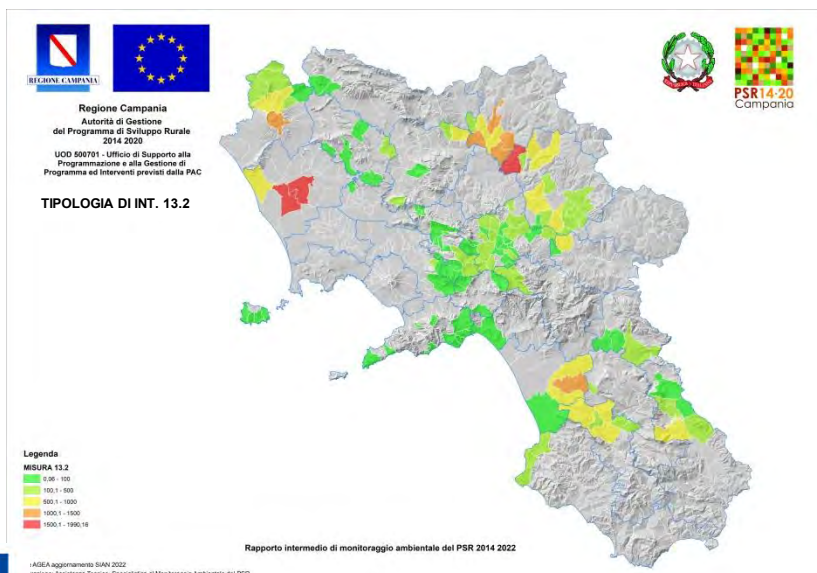 REGIONE CAMPANIA
Regione Campania
Autorità di Gestione
del Programma di Sviluppo Rurale
2014 2020
UOD 500701 - Ufficio di Supporto alla
Programmazione e alla Gestione di
Programma ed Interventi previsti dalla PAC
TIPOLOGIA DI INT. 13.2
PSR14-20
Campania
Legenda
MISURA 13.2
0,06 - 100
100,1 - 500
500,1 - 1000
1000,1 - 1500
1500,1 - 1990,16
Rapporto intermedio di monitoraggio ambientale del PSR 2014 2022
AGEA aggiornamento SIAN 2022